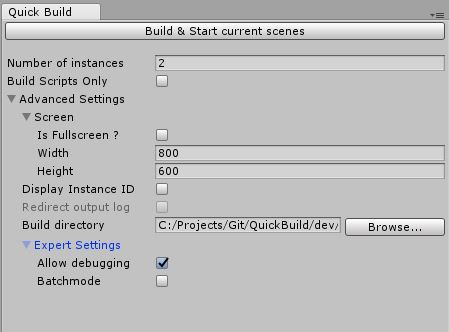 Quick Build
Build & Start current scenes
Number of instances 2
Build Scripts Only
Advanced Settings
Screen
Is Fullscreen ?
Width 800
Height 600
Display Instance ID
Redirect output log
Build directory C:/Projects/Git/QuickBuild/dev/ Browse...
Expert Settings
Allow debugging
Batchmode